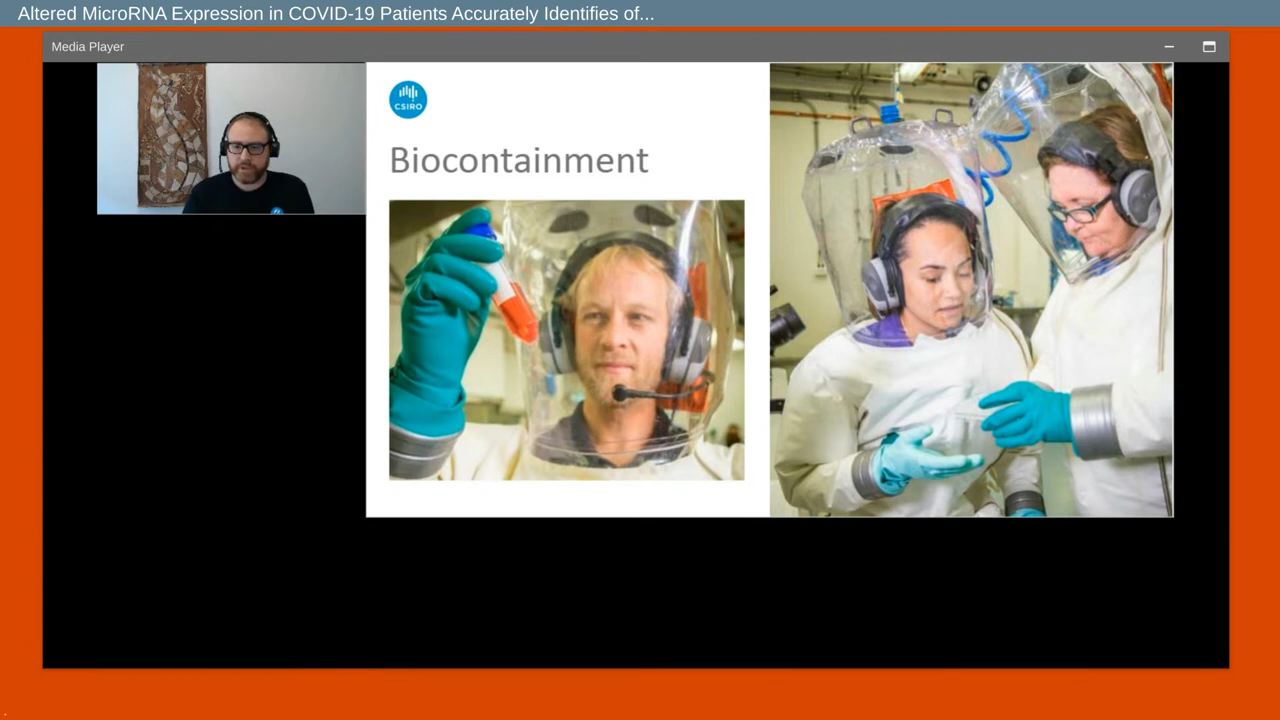 Altered MicroRNA Expression in COVID-19 Patients Accurately Identifies of...
Media Player
CSIRO
Biocontainment